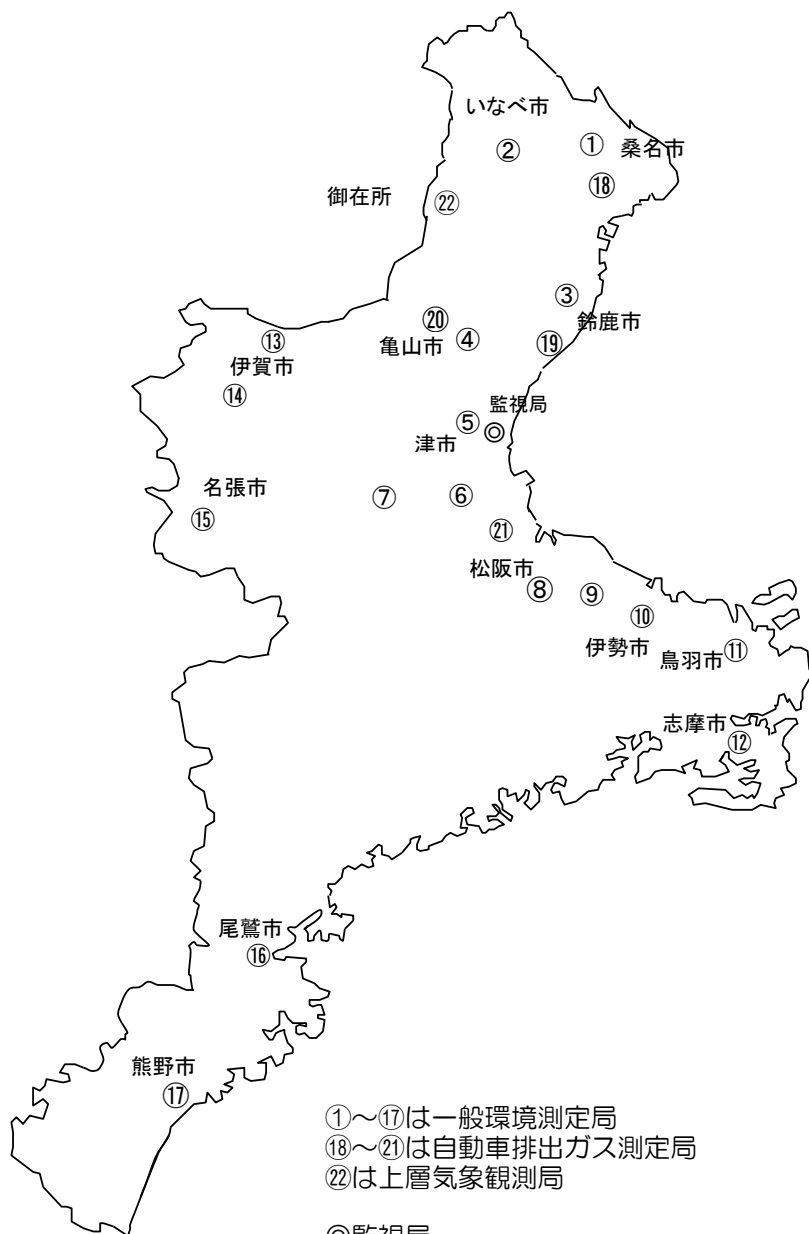 いなべ市
①
桑名市
②
⑱
御在所
㉒
③
⑳
鈴鹿市
⑬
④
⑲
亀山市
伊賀市
⑭
監視局
⑤
◎
津市
名張市
⑦
⑥
⑮
㉑
松阪市
⑧
⑨
⑩
伊勢市
鳥羽市
⑪
志摩市
⑫
尾鷲市
⑯
熊野市
⑰
①～⑰は一般環境測定局
⑱～㉑は自動車排出ガス測定局
㉒は上層気象観測局
◎監視局